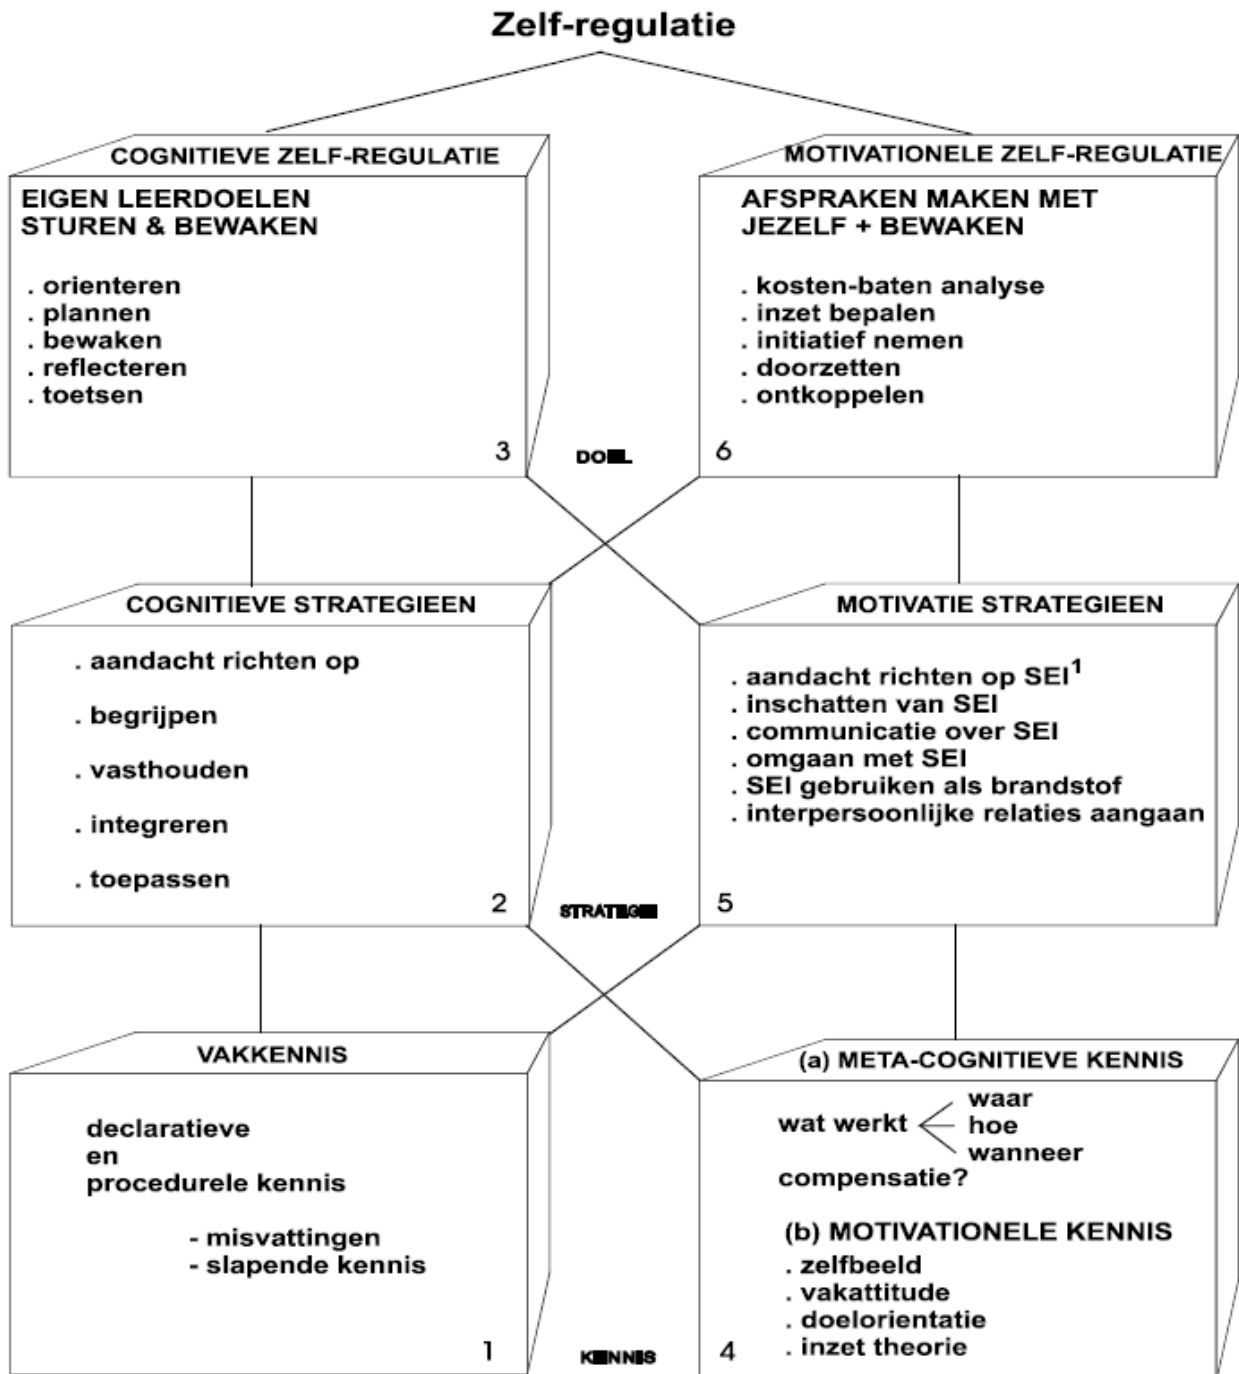 Zelf-regulatie
COGNITIEVE ZELF-REGULATIE
EIGEN LEERDOELEN
STUREN & BEWAKEN
. orienteren
. plannen
. bewaken
. reflecteren
. toetsen
3
MOTIVATIONELE ZELF-REGULATIE
AFSPRAKEN MAKEN MET
JEZELF + BEWAKEN
. kosten-baten analyse
. inzet bepalen
. initiatief nemen
. doorzetten
. ontkoppelen
6
DOEL
COGNITIEVE STRATEGIEEN
. aandacht richten op
. begrijpen
. vasthouden
. integreren
. toepassen
2
MOTIVATIE STRATEGIEEN
. aandacht richten op SEI¹
. inschatten van SEI
. communicatie over SEI
. omgaan met SEI
. SEI gebruiken als brandstof
. interpersoonlijke relaties aangaan
5
STRATEGIE
VAKKENNIS
declaratieve
en
procedurele kennis
- misvattingen
- slapende kennis
1
(a) META-COGNITIEVE KENNIS
wat werkt
waar
hoe
wanneer
compensatie?
(b) MOTIVATIONELE KENNIS
. zelfbeeld
. vakattitude
. doelorientatie
. inzet theorie
4
KENNIS